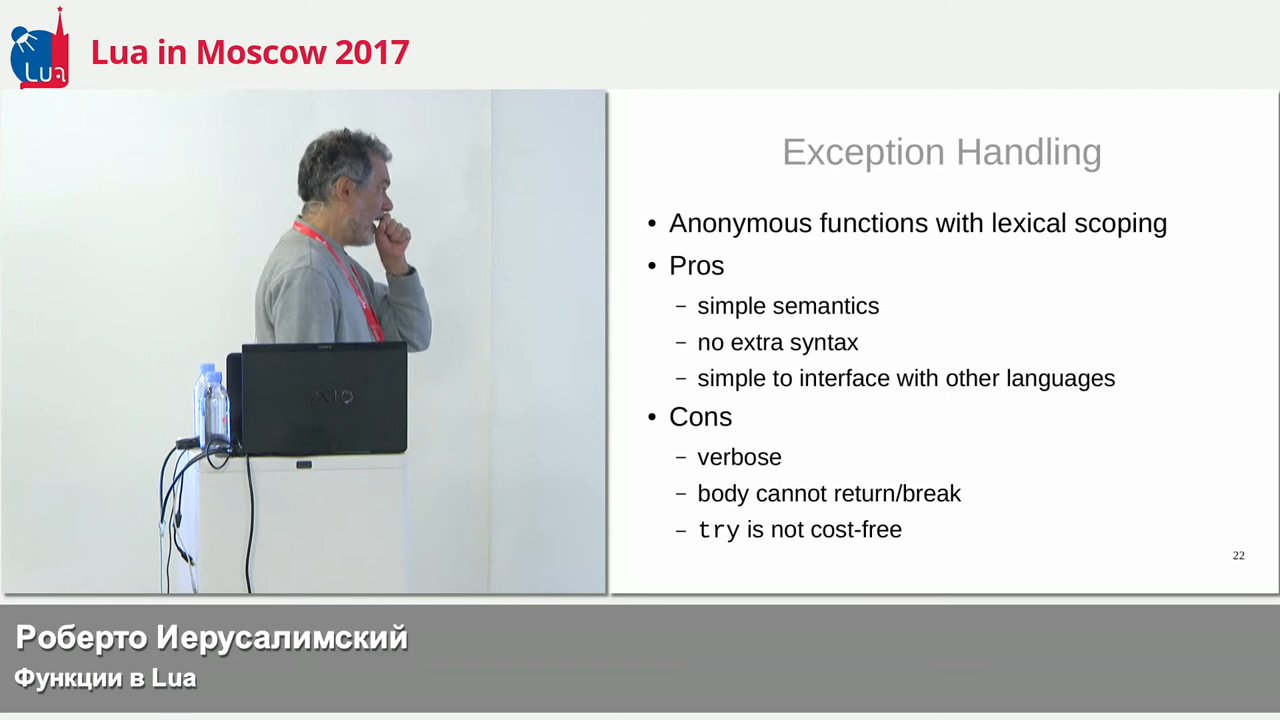 Lua
Lua in Moscow 2017
VAIO
Exception Handling
• Anonymous functions with lexical scoping
• Pros
– simple semantics
– no extra syntax
– simple to interface with other languages
• Cons
– verbose
– body cannot return/break
– try is not cost-free
22
Роберто Иерусалимский
Функции в Lua